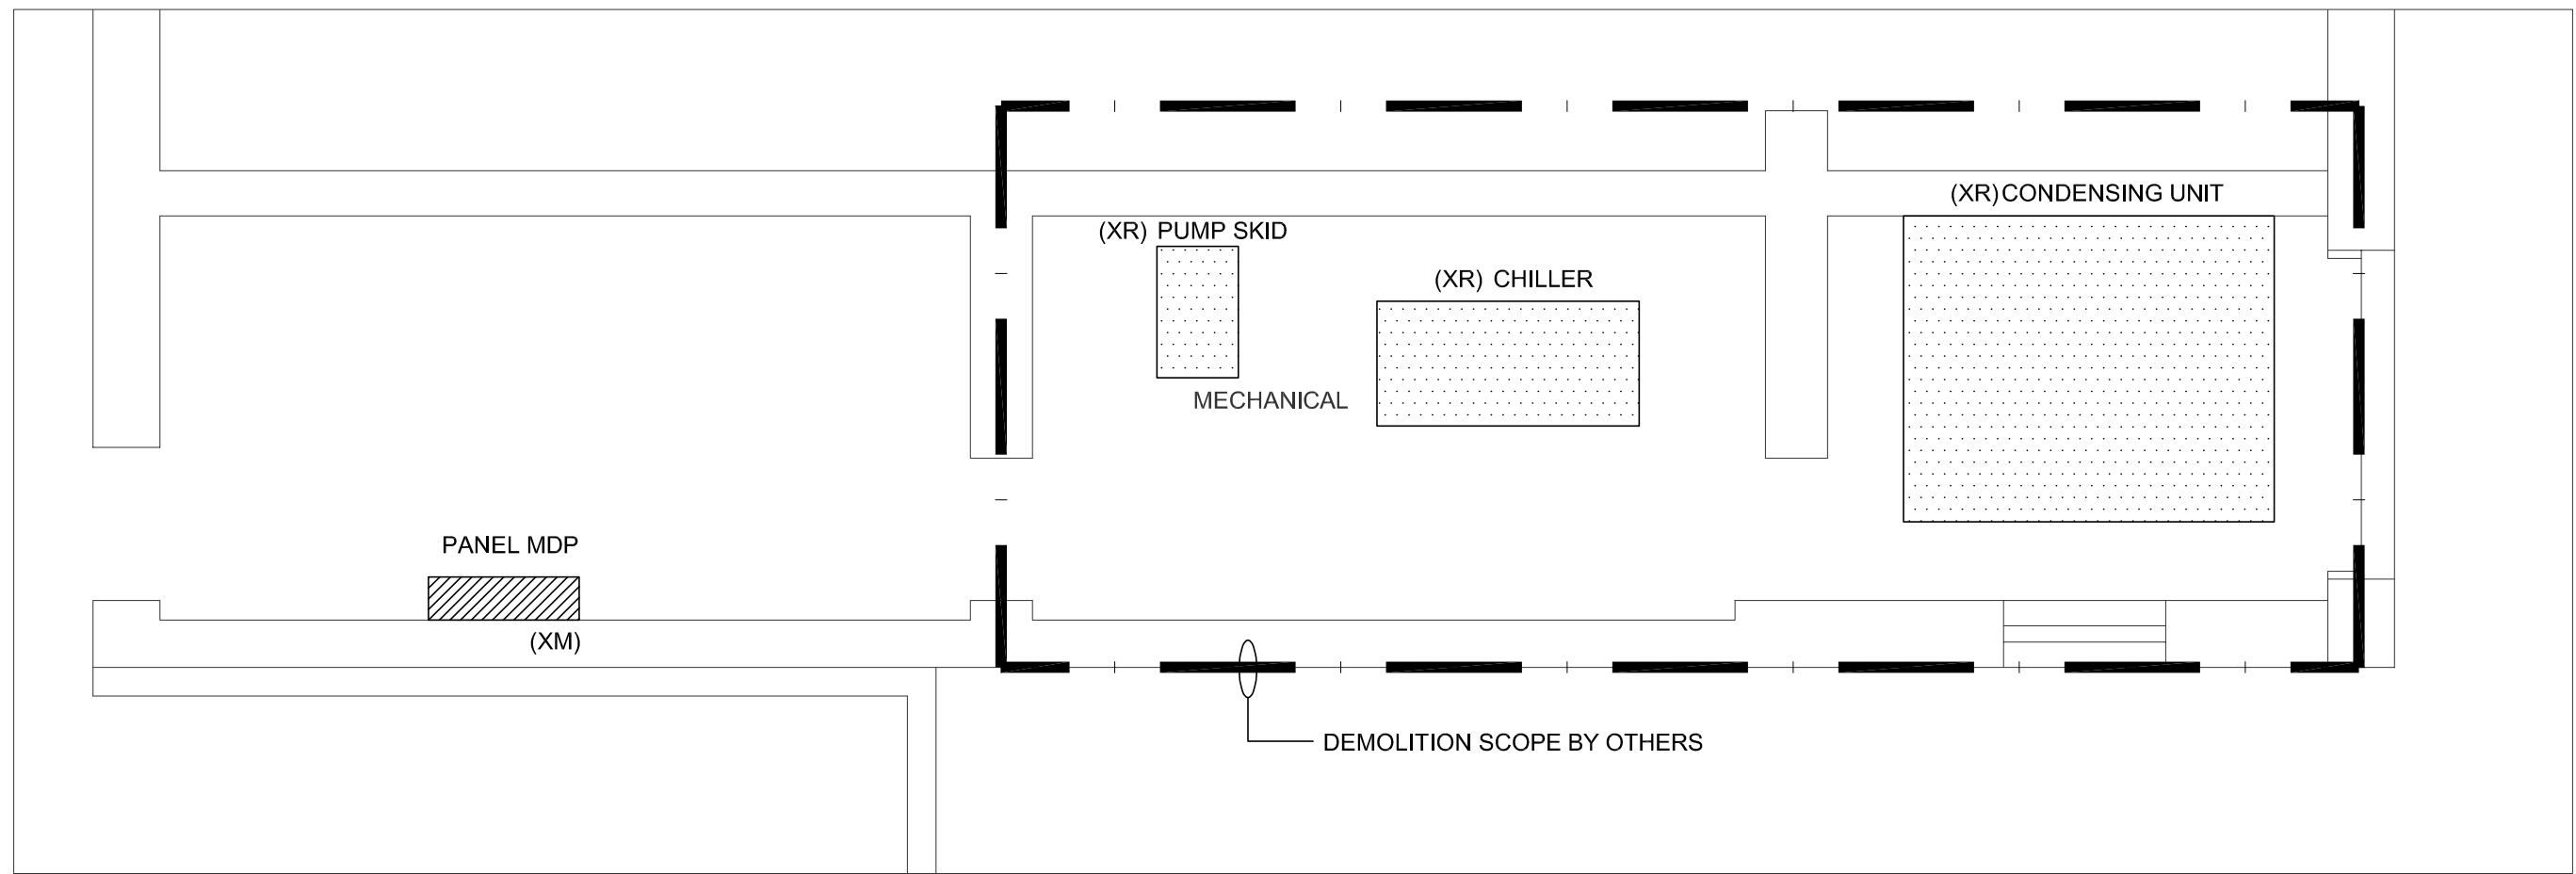 (XR) CONDENSING UNIT
(XR) PUMP SKID
(XR) CHILLER
MECHANICAL
PANEL MDP
(XM)
DEMOLITION SCOPE BY OTHERS